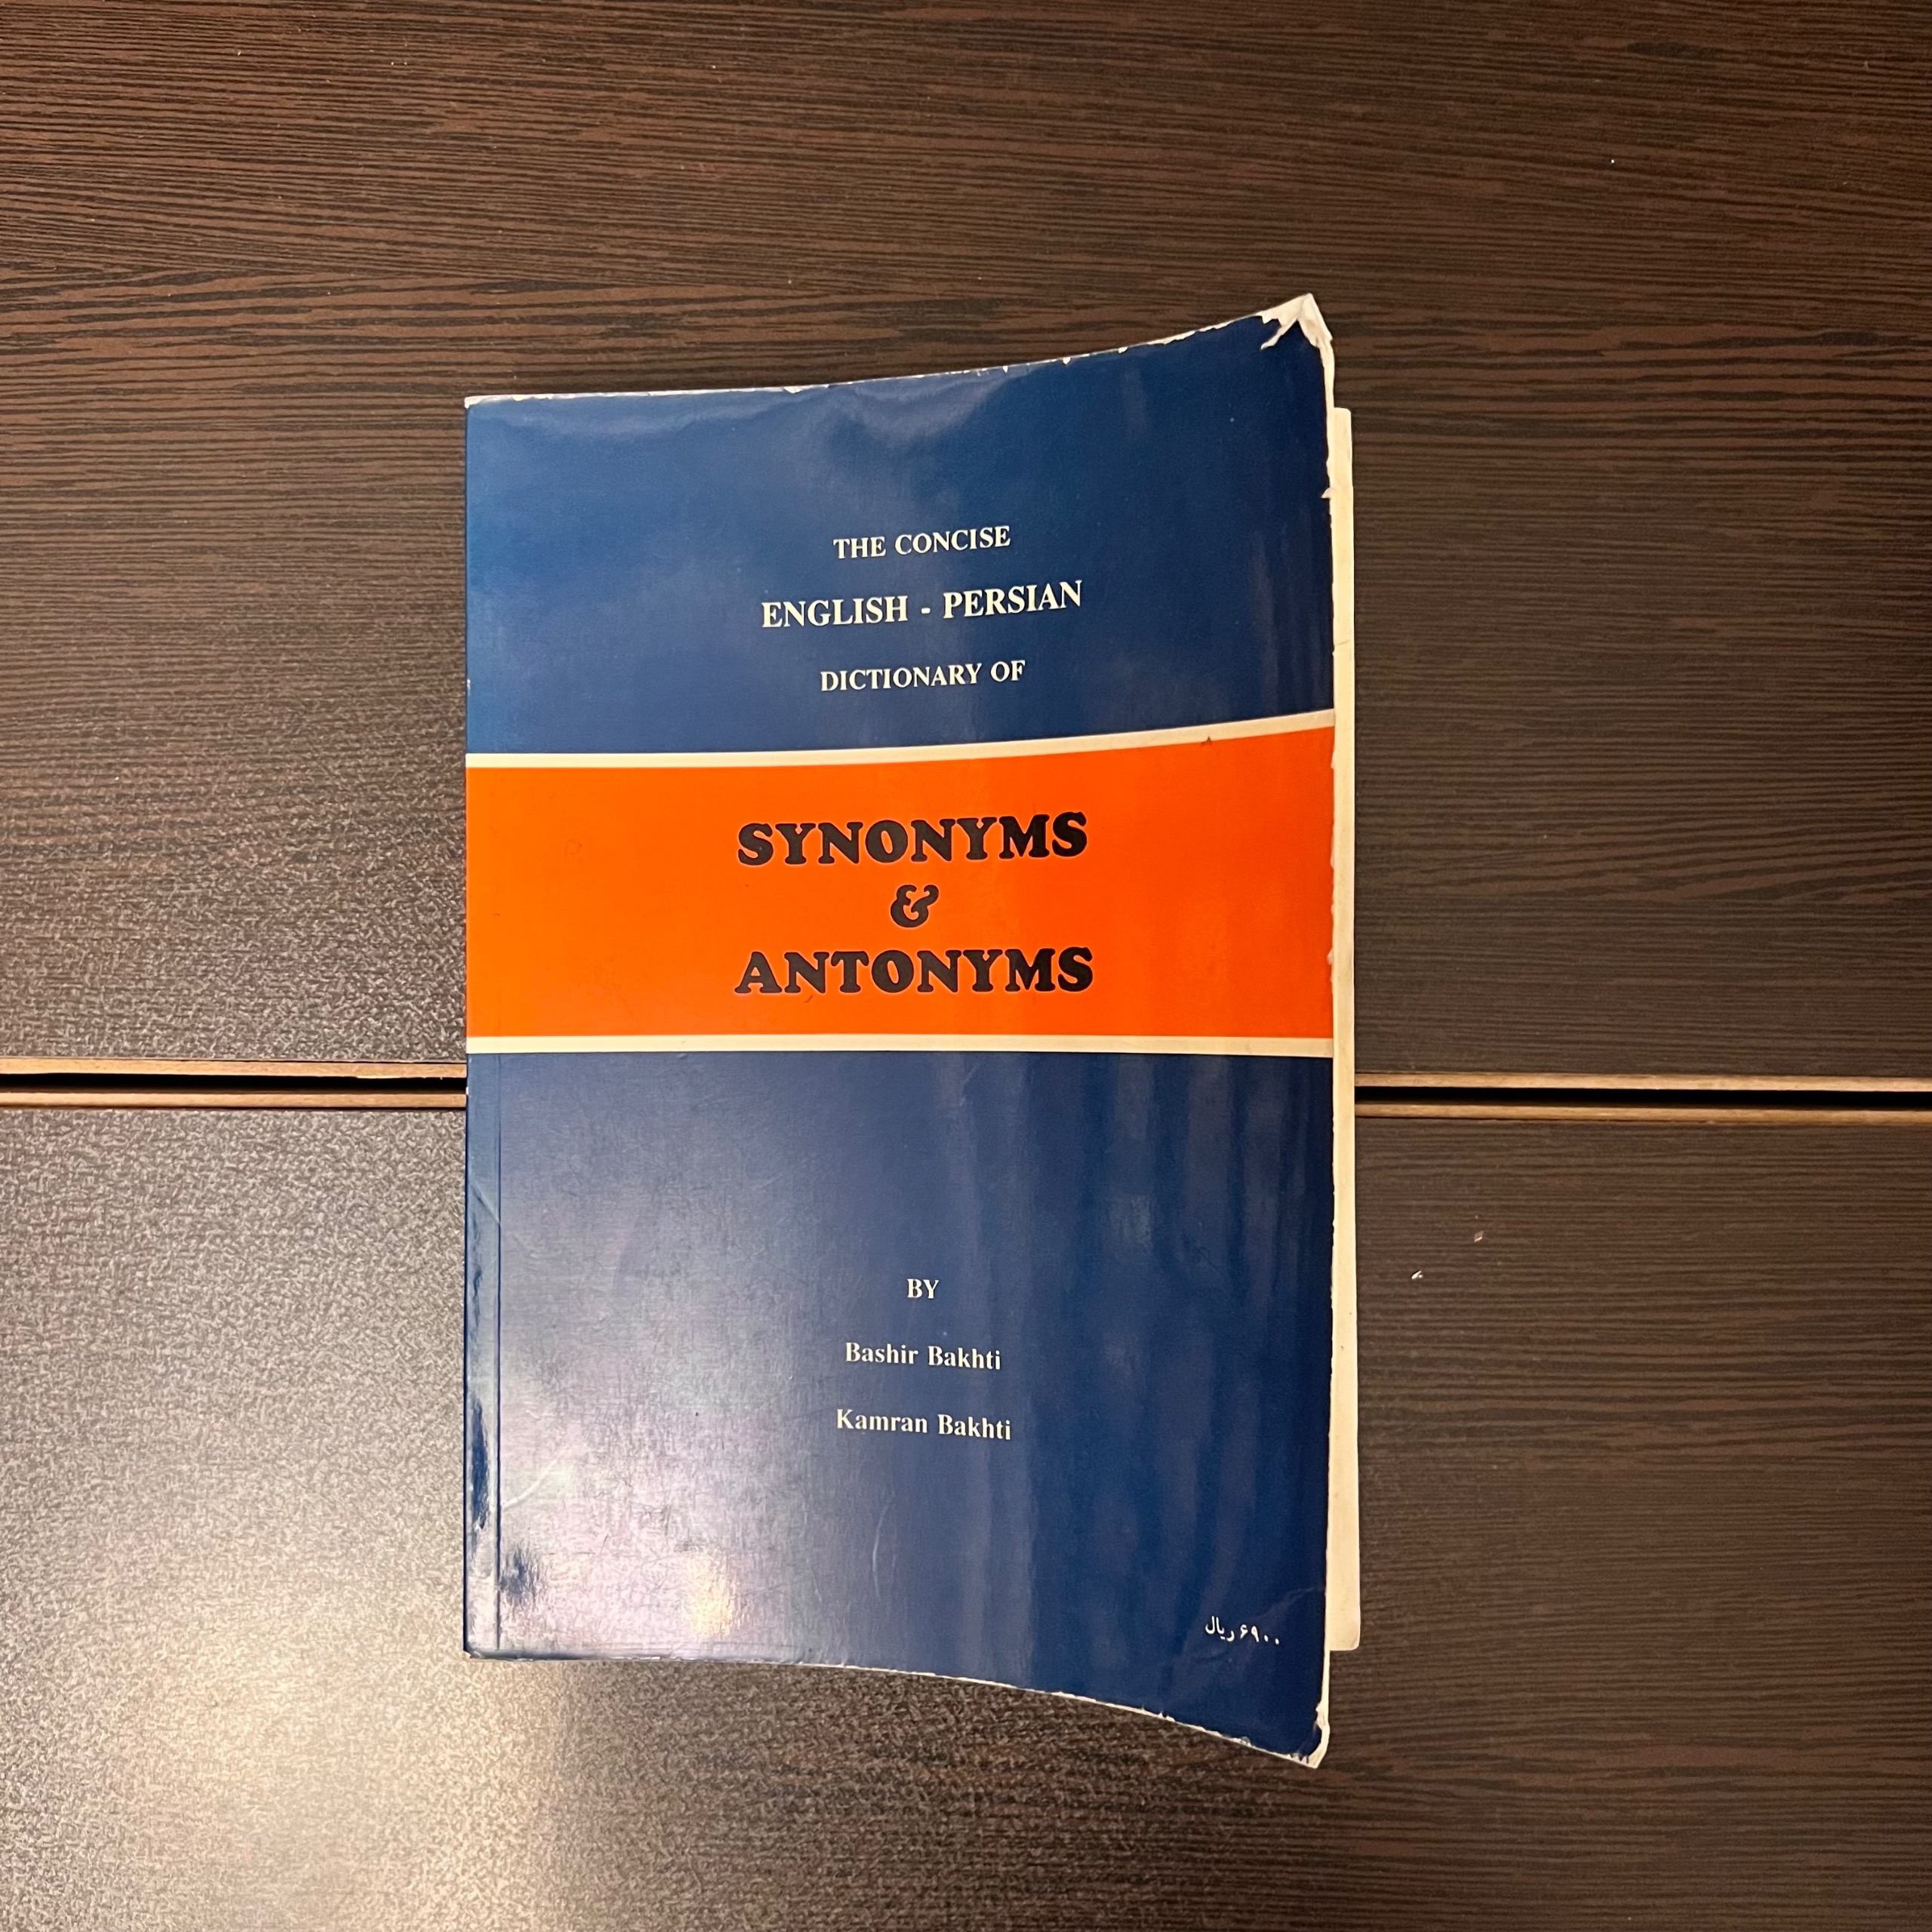 THE CONCISE
ENGLISH - PERSIAN
DICTIONARY OF
SYNONYMS
&
ANTONYMS
BY
Bashir Bakhti
Kamran Bakhti
۶۹۰۰ ریال